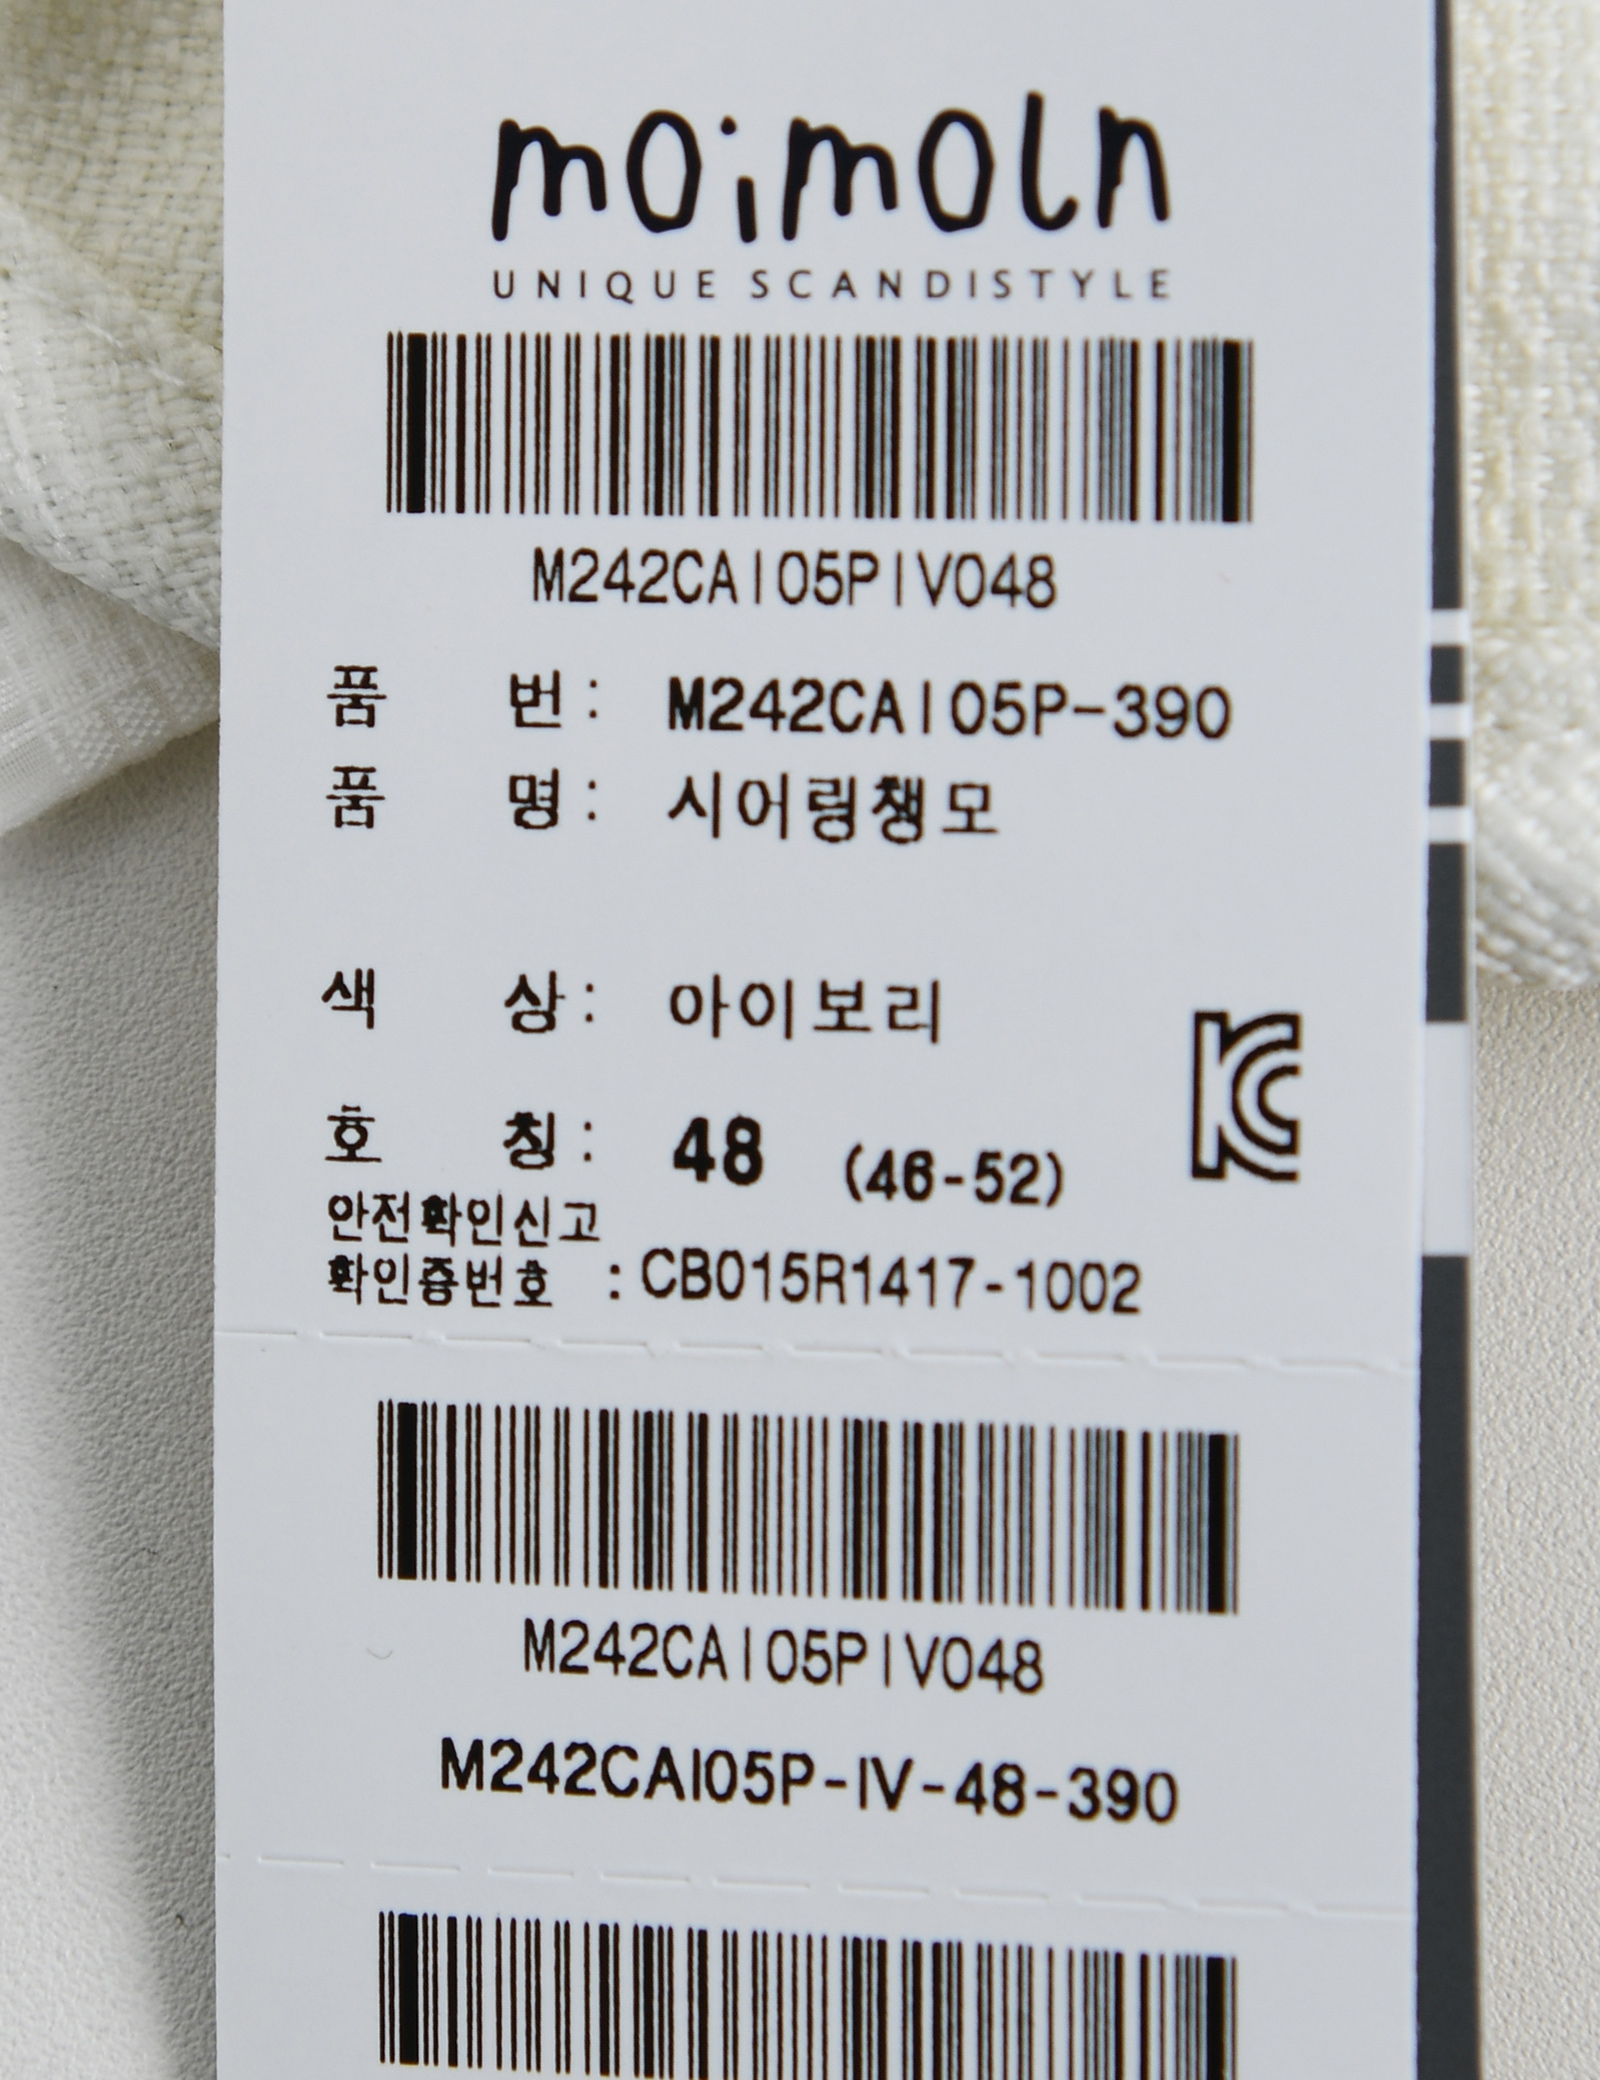 moimoln
UNIQUE SCANDISTYLE
M242CAI05PIV048
품 번 : M242CAI05P-390
품 명 : 시어링챙모
색 상 : 아이보리
호 칭 : 48 (46-52)
안전확인신고
확인증번호 : CB015R1417-1002
M242CAI05PIV048
M242CAI05P-IV-48-390